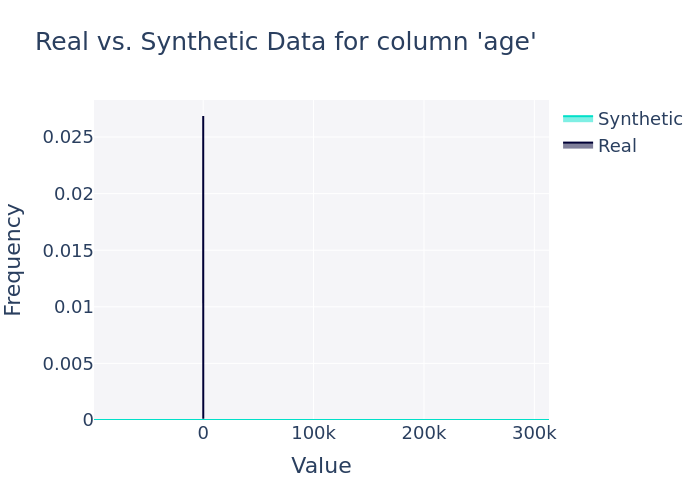 Real vs. Synthetic Data for column 'age'
Synthetic
Real
Frequency
0.025
0.02
0.015
0.01
0.005
0
0 100k 200k 300k
Value